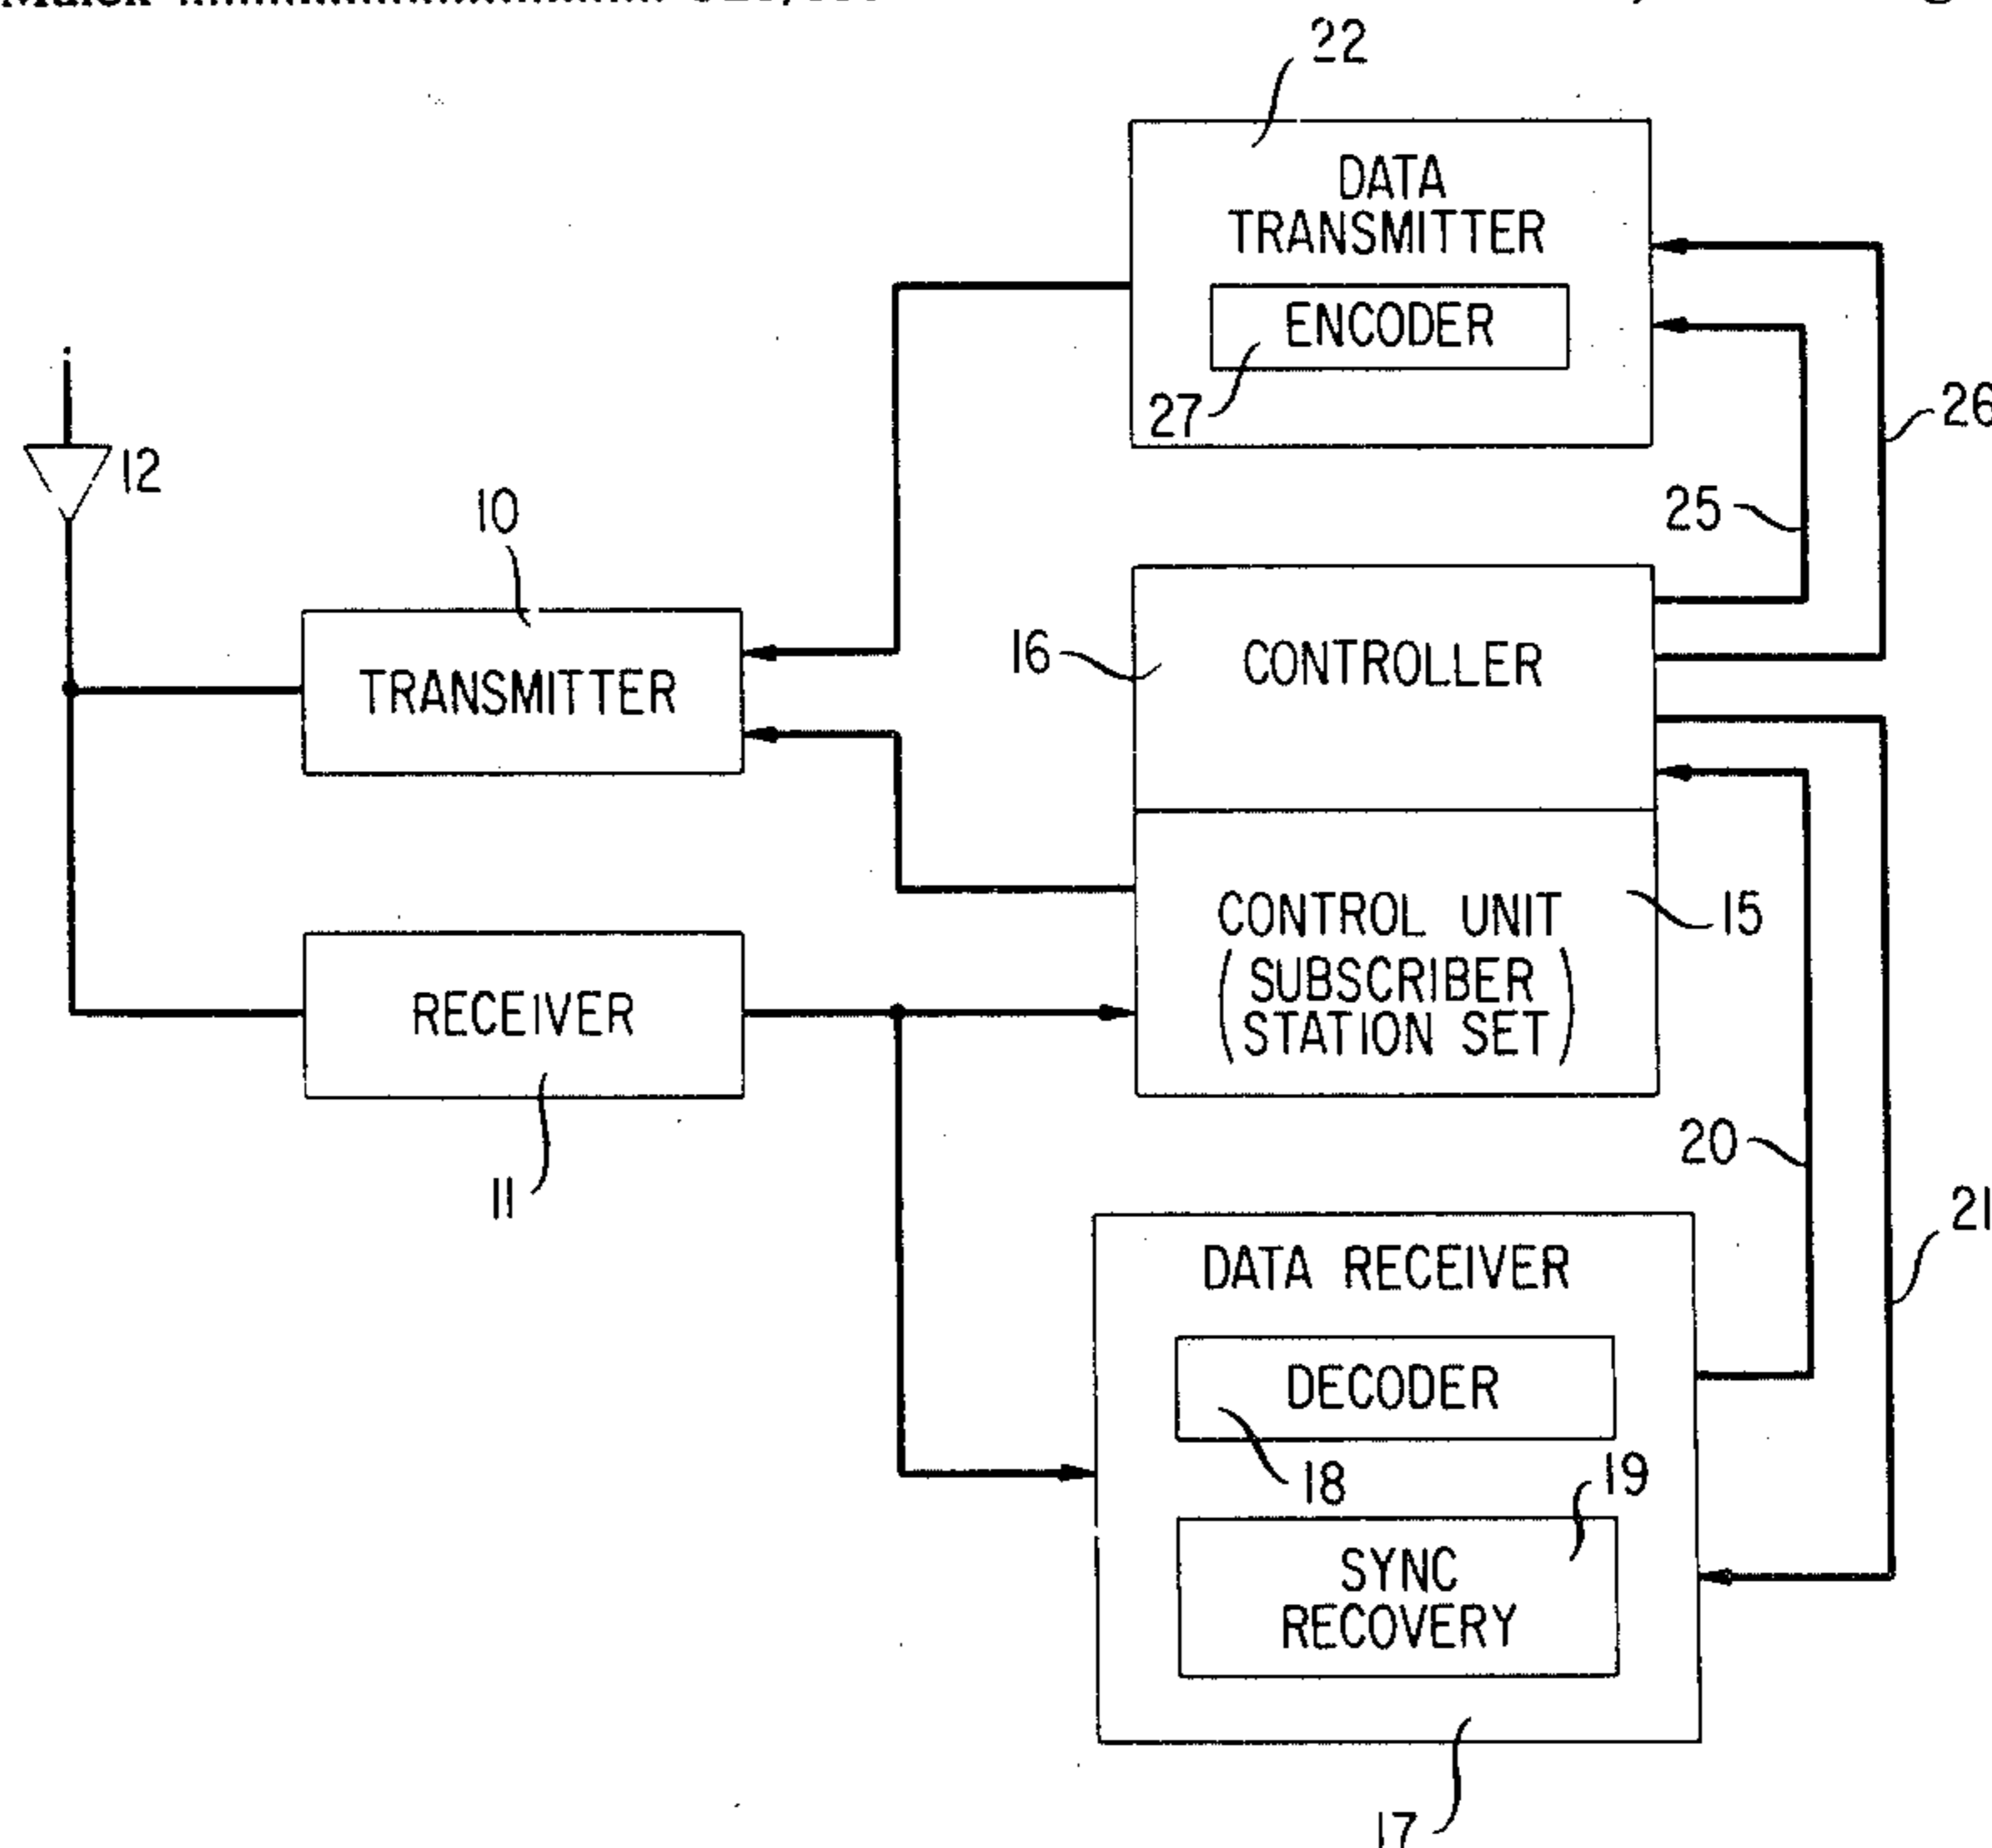 22
DATA
TRANSMITTER
ENCODER
27
26
12
25
10
TRANSMITTER
16
CONTROLLER
CONTROL UNIT
(SUBSCRIBER
STATION SET)
15
RECEIVER
11
20
21
DATA RECEIVER
DECODER
18
19
SYNC
RECOVERY
17